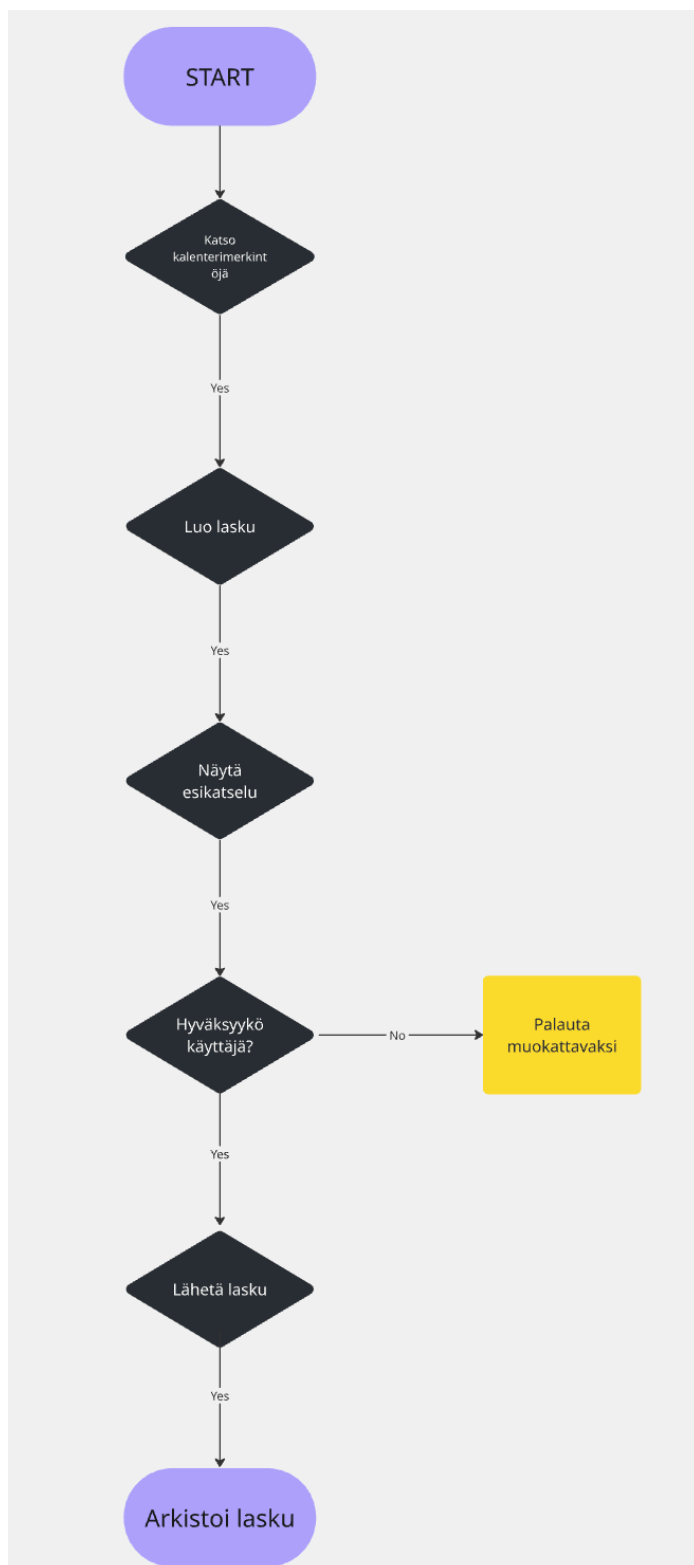 START
Katso
kalenterimerkint
öjä
Yes
Luo lasku
Yes
Näytä
esikatselu
Yes
Hyväksyykö
käyttäjä?
No
Palauta
muokattavaksi
Yes
Lähetä lasku
Yes
Arkistoi lasku